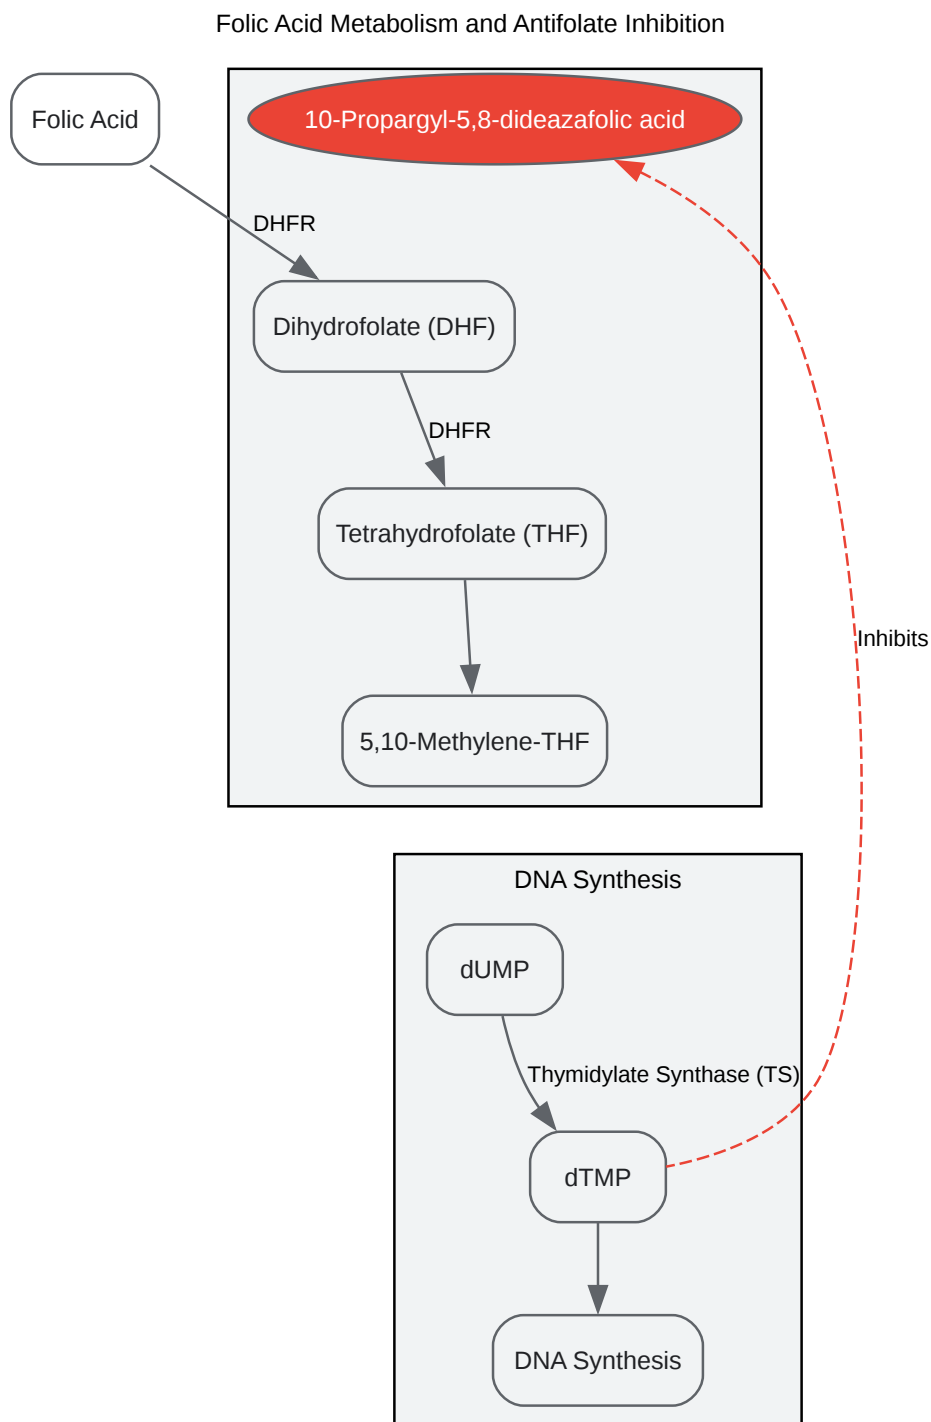 Folic Acid Metabolism and Antifolate Inhibition
Folic Acid
10-Propargyl-5,8-dideazafolic acid
DHFR
Dihydrofolate (DHF)
DHFR
Tetrahydrofolate (THF)
Inhibits
5,10-Methylene-THF
DNA Synthesis
dUMP
Thymidylate Synthase (TS)
dTMP
DNA Synthesis